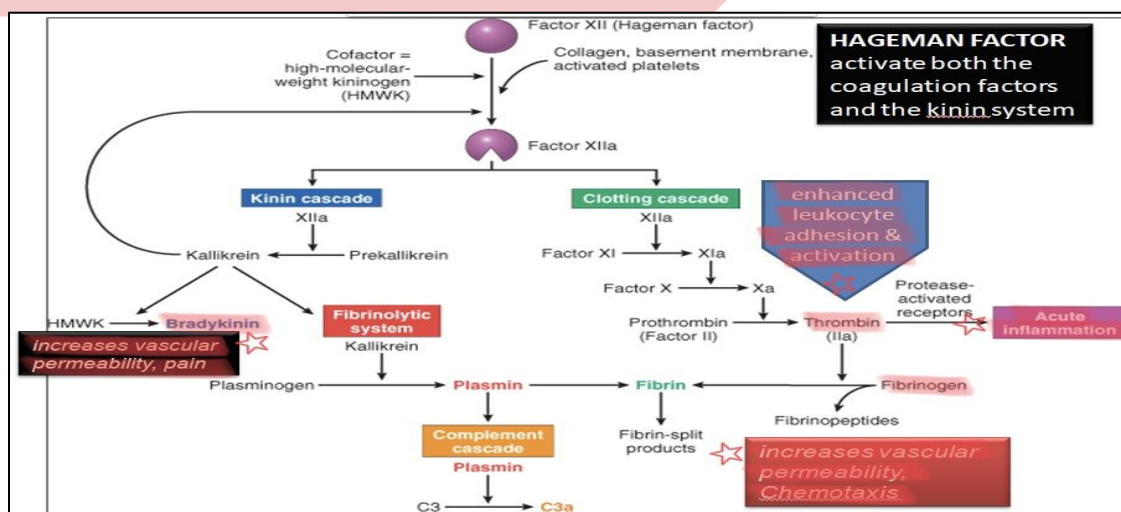 Factor XII (Hageman factor)
Cofactor =
high-molecular-
weight kininogen
(HMWK)
Collagen, basement membrane,
activated platelets
HAGEMAN FACTOR
activate both the
coagulation factors
and the kinin system
Factor XIIa
Kinin cascade
XIIa
Kallikrein
Prekallikrein
HMWK
Bradykinin
increases vascular
permeability, pain
Fibrinolytic
system
Kallikrein
Clotting cascade
XIIa
Factor XI
XIa
Factor X
Xa
Prothrombin
(Factor II)
Thrombin
(IIa)
enhanced
leukocyte
adhesion &
activation
Protease-
activated
receptors
Acute
inflammation
Plasminogen
Plasmin
Fibrin
Fibrinogen
Fibrinopeptides
Fibrin-split
products
increases vascular
permeability,
Chemotaxis
Complement
cascade
Plasmin
C3
C3a